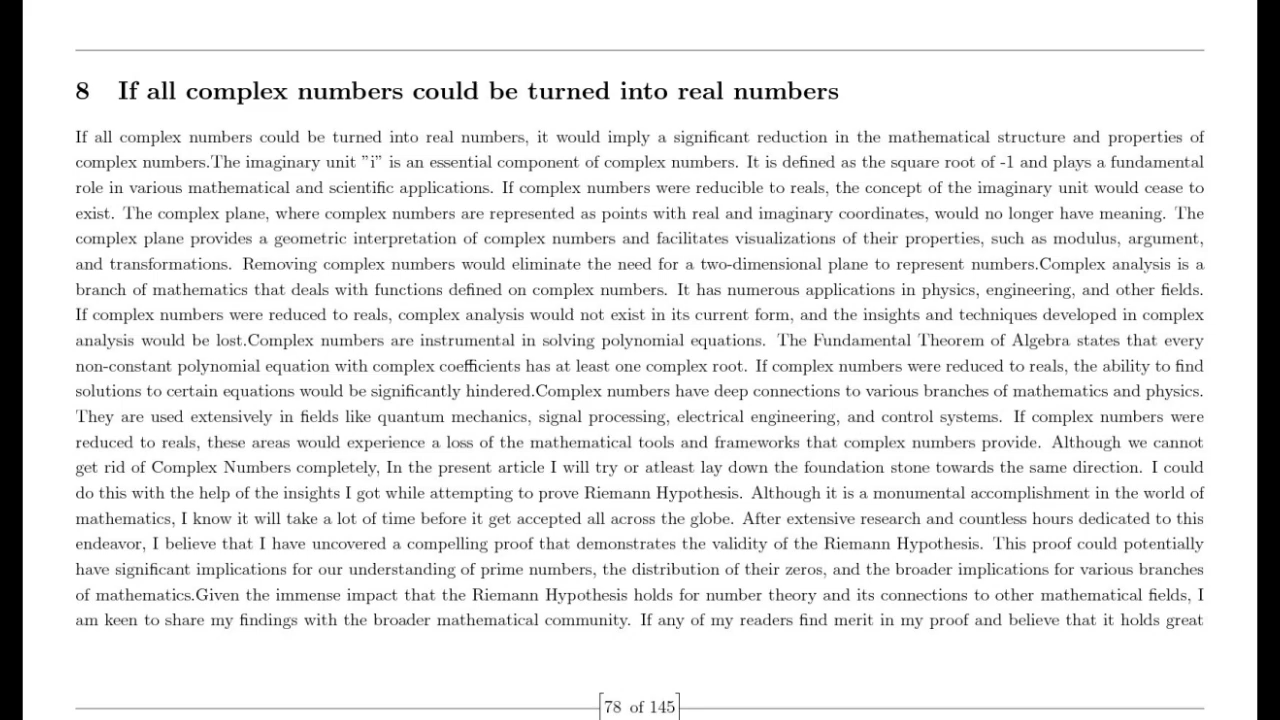 8 If all complex numbers could be turned into real numbers
If all complex numbers could be turned into real numbers, it would imply a significant reduction in the mathematical structure and properties of
complex numbers.The imaginary unit ”i” is an essential component of complex numbers. It is defined as the square root of -1 and plays a fundamental
role in various mathematical and scientific applications. If complex numbers were reducible to reals, the concept of the imaginary unit would cease to
exist. The complex plane, where complex numbers are represented as points with real and imaginary coordinates, would no longer have meaning. The
complex plane provides a geometric interpretation of complex numbers and facilitates visualizations of their properties, such as modulus, argument,
and transformations. Removing complex numbers would eliminate the need for a two-dimensional plane to represent numbers.Complex analysis is a
branch of mathematics that deals with functions defined on complex numbers. It has numerous applications in physics, engineering, and other fields.
If complex numbers were reduced to reals, complex analysis would not exist in its current form, and the insights and techniques developed in complex
analysis would be lost.Complex numbers are instrumental in solving polynomial equations. The Fundamental Theorem of Algebra states that every
non-constant polynomial equation with complex coefficients has at least one complex root. If complex numbers were reduced to reals, the ability to find
solutions to certain equations would be significantly hindered.Complex numbers have deep connections to various branches of mathematics and physics.
They are used extensively in fields like quantum mechanics, signal processing, electrical engineering, and control systems. If complex numbers were
reduced to reals, these areas would experience a loss of the mathematical tools and frameworks that complex numbers provide. Although we cannot
get rid of Complex Numbers completely, In the present article I will try or atleast lay down the foundation stone towards the same direction. I could
do this with the help of the insights I got while attempting to prove Riemann Hypothesis. Although it is a monumental accomplishment in the world of
mathematics, I know it will take a lot of time before it get accepted all across the globe. After extensive research and countless hours dedicated to this
endeavor, I believe that I have uncovered a compelling proof that demonstrates the validity of the Riemann Hypothesis. This proof could potentially
have significant implications for our understanding of prime numbers, the distribution of their zeros, and the broader implications for various branches
of mathematics.Given the immense impact that the Riemann Hypothesis holds for number theory and its connections to other mathematical fields, I
am keen to share my findings with the broader mathematical community. If any of my readers find merit in my proof and believe that it holds great
78 of 145